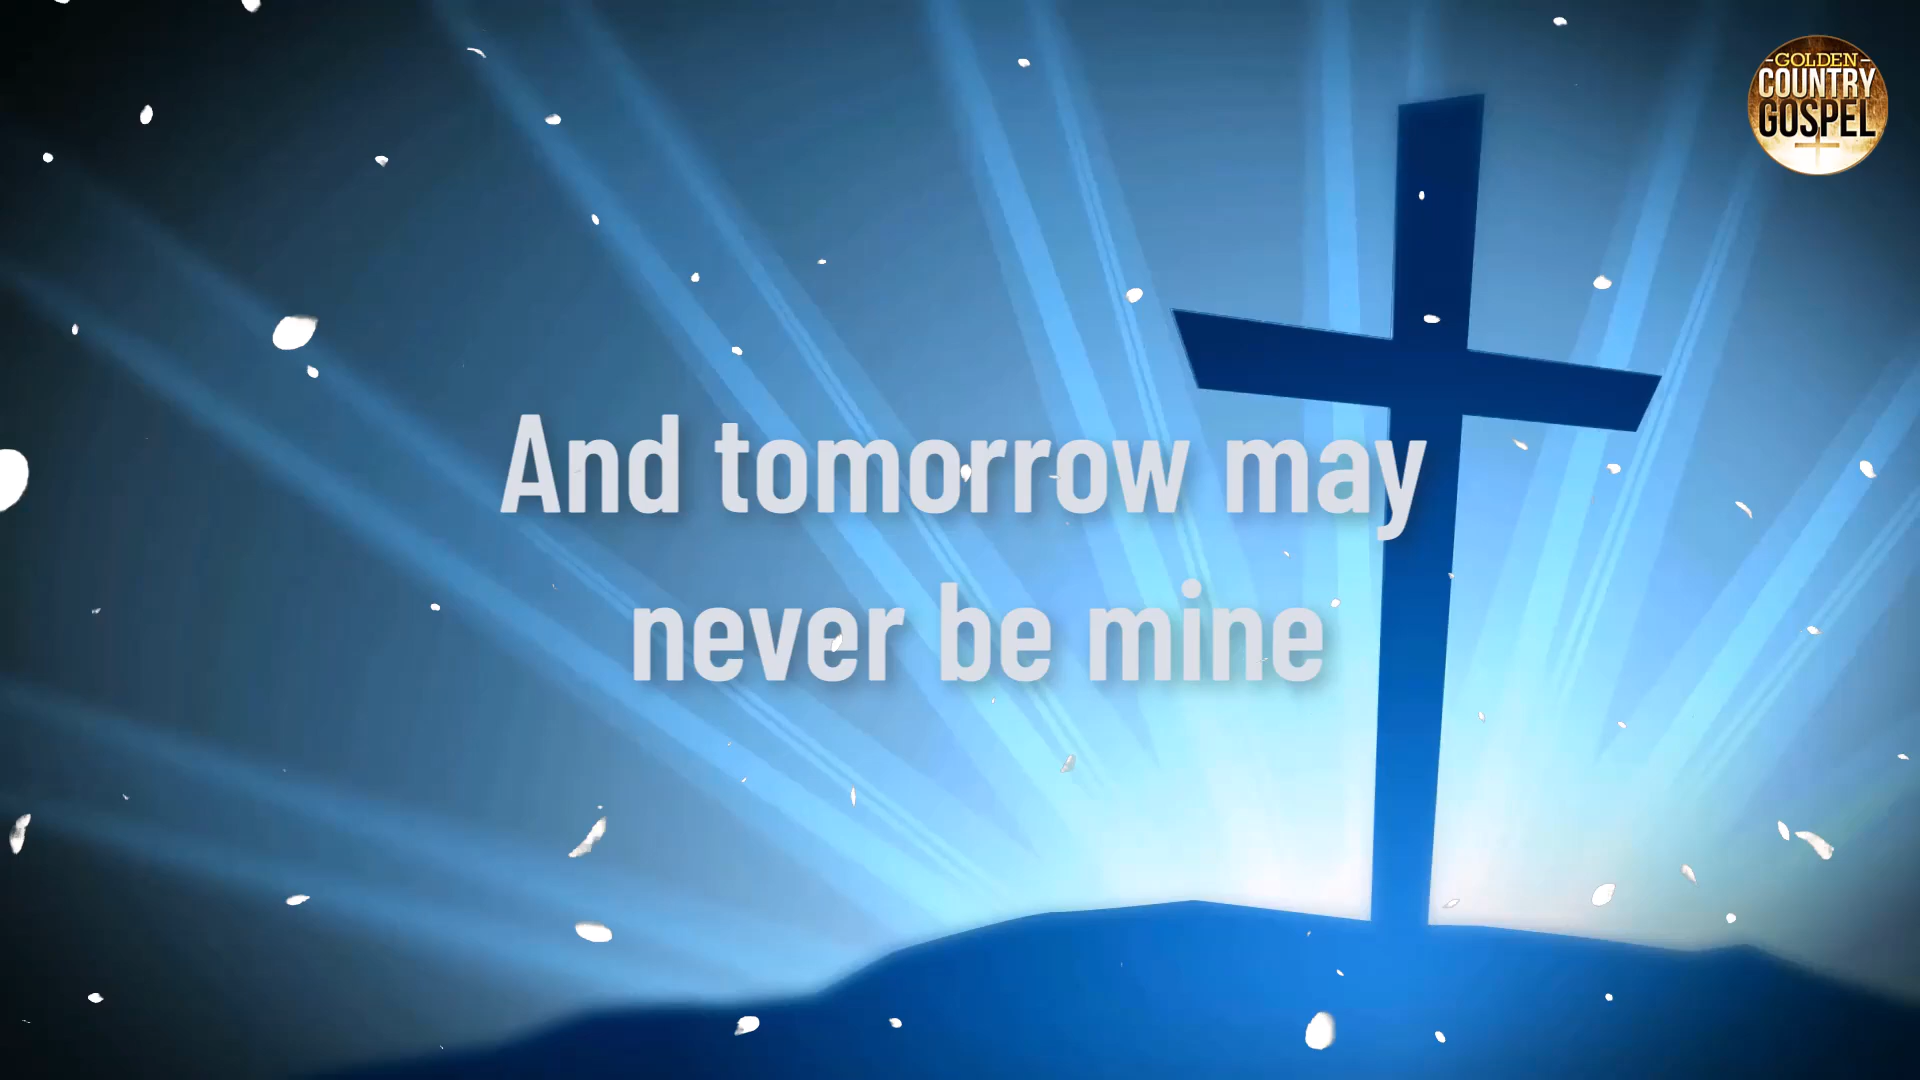 GOLDEN
COUNTRY
GOSPEL
And tomorrow may
never be mine